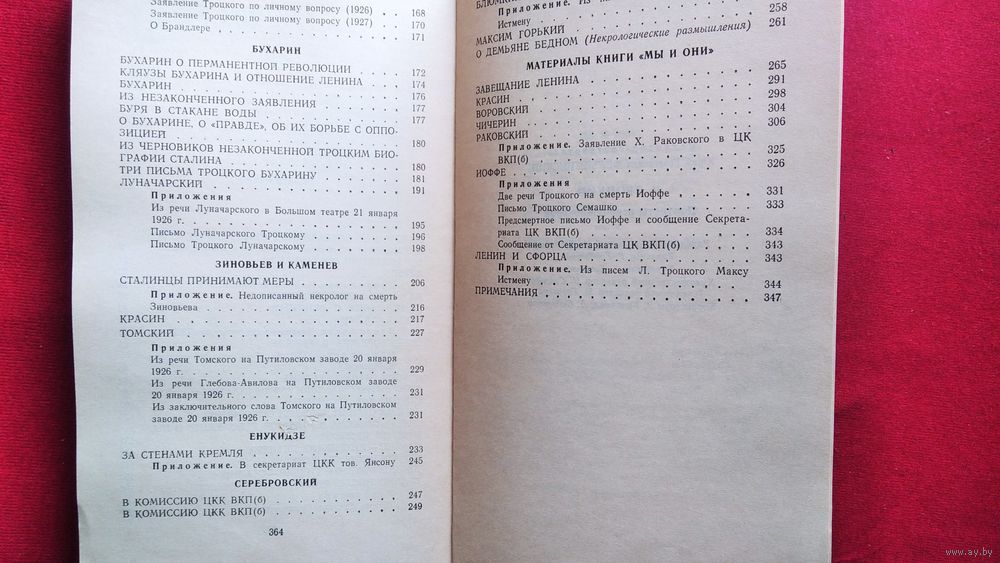 Заявление Троцкого по личному вопросу (1926) 168
Заявление Троцкого по личному вопросу (1927) 170
О Брандлере 171
БУХАРИН
БУХАРИН О ПЕРМАНЕНТНОЙ РЕВОЛЮЦИИ 172
КЛЯУЗЫ БУХАРИНА И ОТНОШЕНИЕ ЛЕНИНА 174
БУХАРИН 176
ИЗ НЕЗАКОНЧЕННОГО ЗАЯВЛЕНИЯ 177
БУРЯ В СТАКАНЕ ВОДЫ 177
О БУХАРИНЕ, О «ПРАВДЕ», ОБ ИХ БОРЬБЕ С ОППО-
ЗИЦИЕЙ 180
ИЗ ЧЕРНОВИКОВ НЕЗАКОНЧЕННОЙ ТРОЦКИМ БИО-
ГРАФИИ СТАЛИНА 180
ТРИ ПИСЬМА ТРОЦКОГО БУХАРИНУ 181
ЛУНАЧАРСКИЙ 191
Приложения
Из речи Луначарского в Большом театре 21 января
1926 г. 195
Письмо Луначарского Троцкому 196
Письмо Троцкого Луначарскому 198
ЗИНОВЬЕВ И КАМЕНЕВ
СТАЛИНЦЫ ПРИНИМАЮТ МЕРЫ 206
Приложение. Недописанный некролог на смерть
Зиновьева 216
КРАСИН 217
ТОМСКИЙ 227
Приложения
Из речи Томского на Путиловском заводе 20 января
1926 г. 229
Из речи Глебова-Авилова на Путиловском заводе
20 января 1926 г. 231
Из заключительного слова Томского на Путиловском
заводе 20 января 1926 г. 231
ЕНУКИДЗЕ
ЗА СТЕНАМИ КРЕМЛЯ 233
Приложение. В секретариат ЦКК тов. Янсону 245
СЕРЕБРОВСКИЙ
В КОМИССИЮ ЦКК ВКП(б) 247
В КОМИССИЮ ЦКК ВКП(б) 249
364
Приложение. Из
Истмену 258
МАКСИМ ГОРЬКИЙ 261
О ДЕМЬЯНЕ БЕДНОМ (Некрологические размышления)
МАТЕРИАЛЫ КНИГИ «МЫ И ОНИ»
ЗАВЕЩАНИЕ ЛЕНИНА 265
КРАСИН 291
ВОРОВСКИЙ 298
ЧИЧЕРИН 304
РАКОВСКИЙ 306
Приложение. Заявление Х. Раковского в ЦК
ВКП(б) 325
ИОФФЕ 326
Приложения
Две речи Троцкого на смерть Иоффе 331
Письмо Троцкого Семашко 333
Предсмертное письмо Иоффе и сообщение Секрета-
риата ЦК ВКП(б) 334
Сообщение от Секретариата ЦК ВКП(б) 343
ЛЕНИН И СФОРЦА 343
Приложение. Из писем Л. Троцкого Максу
Истмену 344
ПРИМЕЧАНИЯ 347
www.ay.by